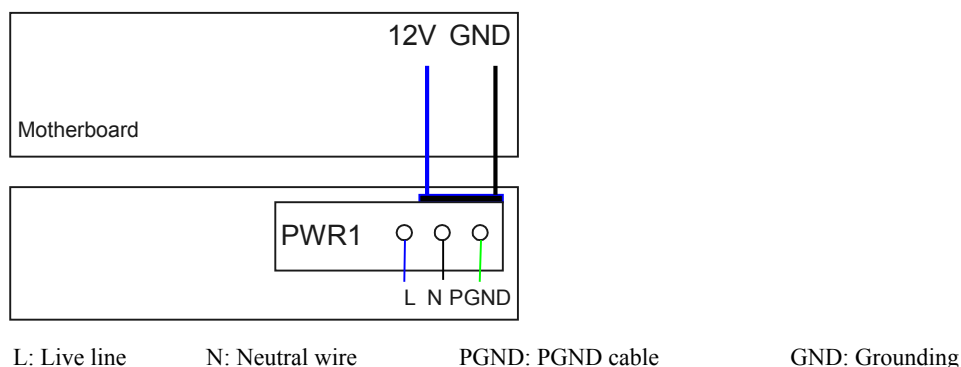 12V GND
Motherboard
PWR1
L N PGND
L: Live line N: Neutral wire PGND: PGND cable GND: Grounding